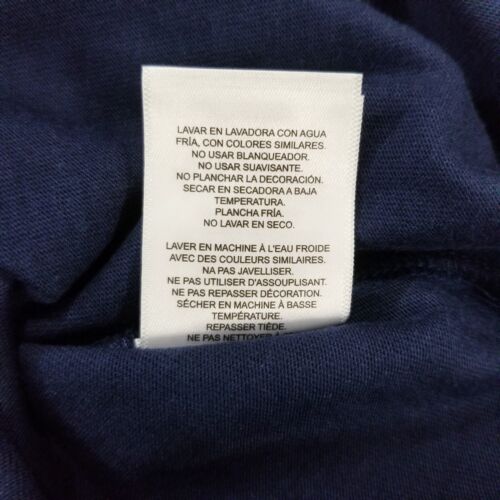 LAVAR EN LAVADORA CON AGUA
FRÍA, CON COLORES SIMILARES.
NO USAR BLANQUEADOR.
NO USAR SUAVISANTE.
NO PLANCHAR LA DECORACIÓN.
SECAR EN SECADORA A BAJA
TEMPERATURA.
PLANCHA FRÍA.
NO LAVAR EN SECO.
LAVER EN MACHINE À L'EAU FROIDE
AVEC DES COULEURS SIMILAIRES.
NA PAS JAVELLISER.
NE PAS UTILISER D'ASSOUPLISANT.
NE PAS REPASSER DÉCORATION.
SÉCHER EN MACHINE À BASSE
TEMPÉRATURE.
REPASSER TIÈDE.
NE PAS NETTOYER À